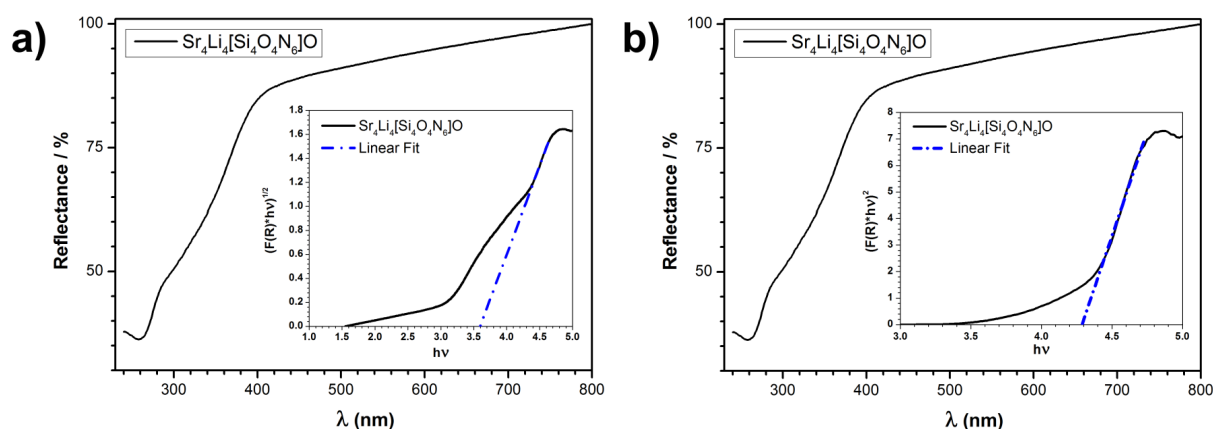 a)
Sr₄Li₄[Si₄O₄N₆]O
Reflectance / %
100
75
50
300 400 500 600 700 800
λ (nm)
Sr₄Li₄[Si₄O₄N₆]O
Linear Fit
(F(R)*hν)¹/²
1.8
1.6
1.4
1.2
1.0
0.8
0.6
0.4
0.2
0.0
1.0 1.5 2.0 2.5 3.0 3.5 4.0 4.5 5.0
hν
b)
Sr₄Li₄[Si₄O₄N₆]O
Reflectance / %
100
75
50
300 400 500 600 700 800
λ (nm)
Sr₄Li₄[Si₄O₄N₆]O
Linear Fit
(F(R)*hν)²
8
7
6
5
4
3
2
1
0
3.0 3.5 4.0 4.5 5.0
hν